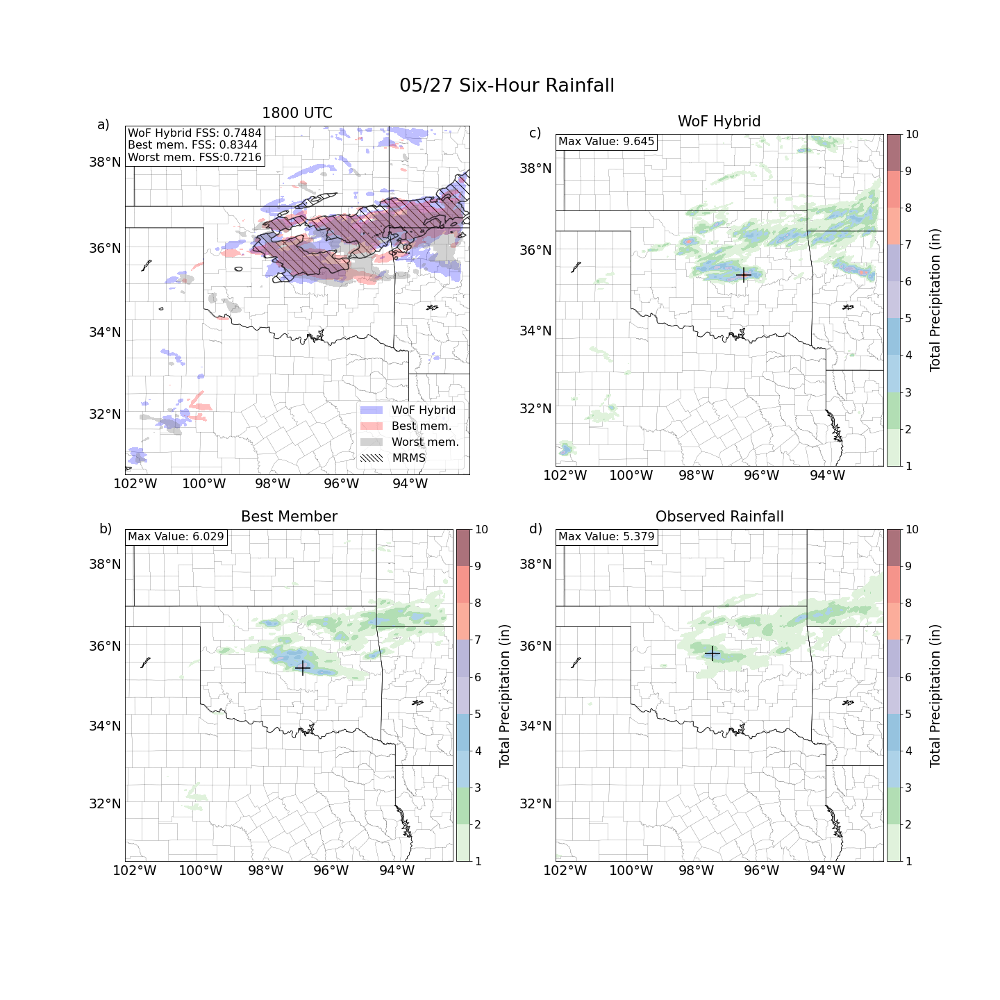 05/27 Six-Hour Rainfall
a)
1800 UTC
WoF Hybrid FSS: 0.7484
Best mem. FSS: 0.8344
Worst mem. FSS:0.7216
38°N
36°N
34°N
32°N
102°W 100°W 98°W 96°W 94°W
WoF Hybrid
Best mem.
Worst mem.
MRMS
c)
WoF Hybrid
Max Value: 9.645
38°N
36°N
34°N
32°N
102°W 100°W 98°W 96°W 94°W
10
9
8
7
6
5
4
3
2
1
Total Precipitation (in)
b)
Best Member
Max Value: 6.029
38°N
36°N
34°N
32°N
102°W 100°W 98°W 96°W 94°W
10
9
8
7
6
5
4
3
2
1
Total Precipitation (in)
d)
Observed Rainfall
Max Value: 5.379
38°N
36°N
34°N
32°N
102°W 100°W 98°W 96°W 94°W
10
9
8
7
6
5
4
3
2
1
Total Precipitation (in)